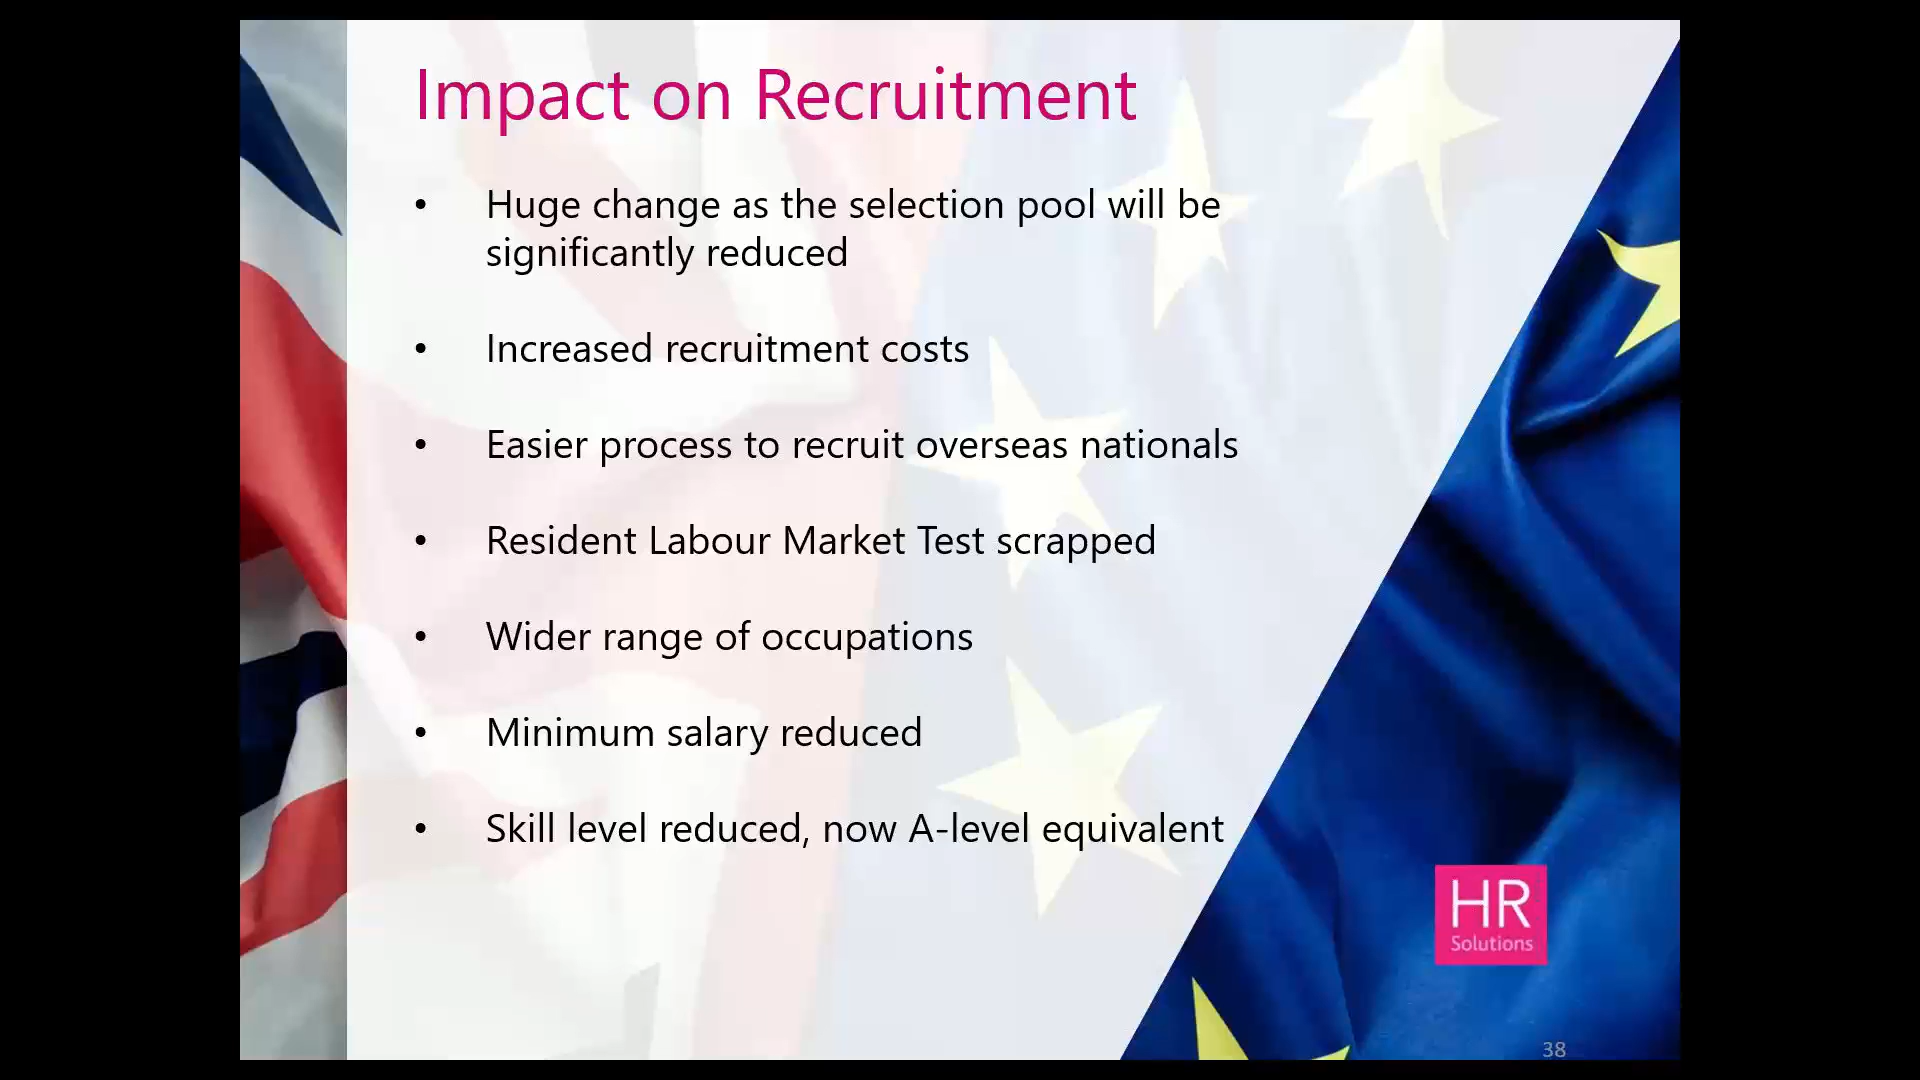 Impact on Recruitment
• Huge change as the selection pool will be
significantly reduced
• Increased recruitment costs
• Easier process to recruit overseas nationals
• Resident Labour Market Test scrapped
• Wider range of occupations
• Minimum salary reduced
• Skill level reduced, now A-level equivalent
HR
Solutions
38